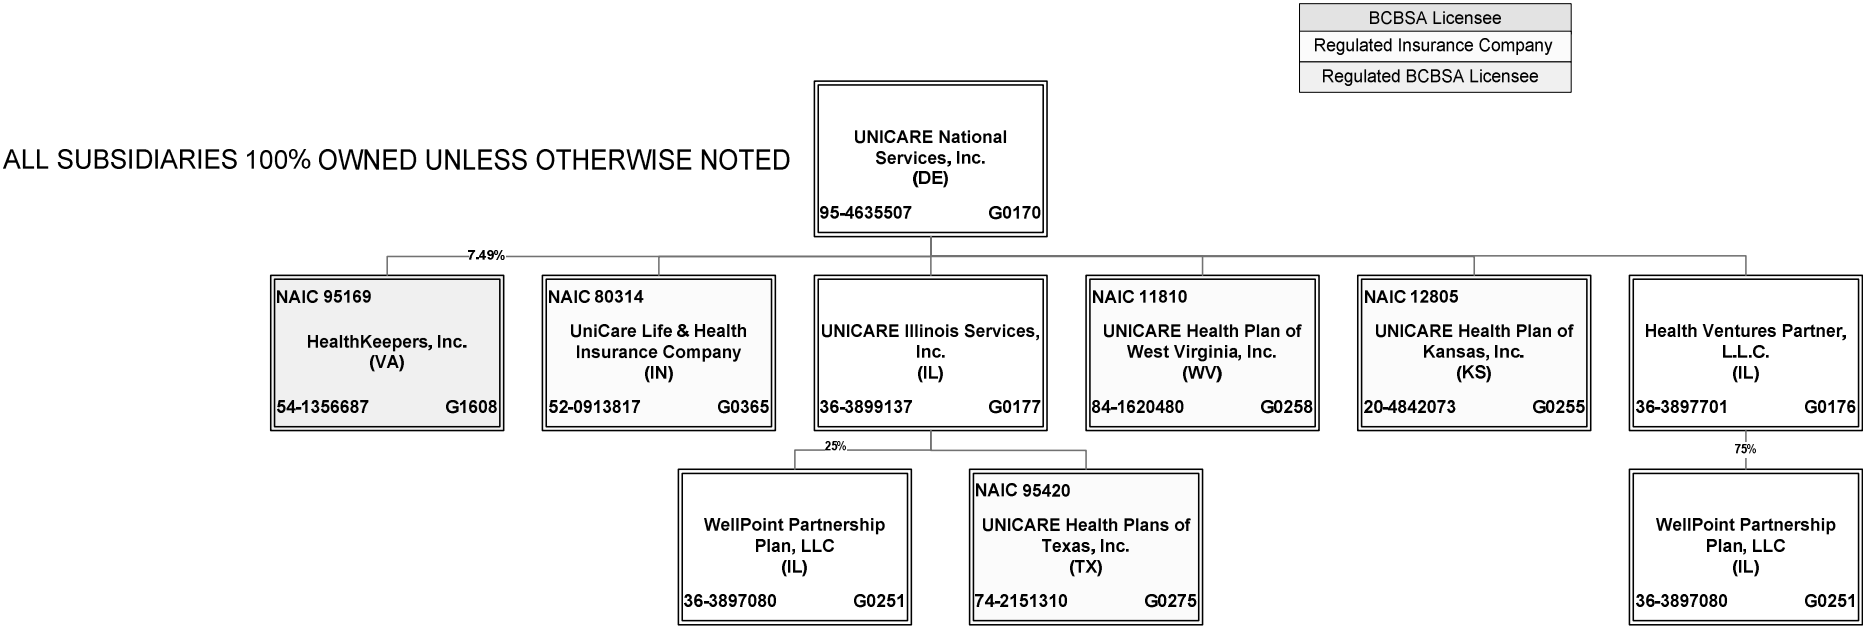 BCBSA Licensee
Regulated Insurance Company
Regulated BCBSA Licensee
ALL SUBSIDIARIES 100% OWNED UNLESS OTHERWISE NOTED
UNICARE National
Services, Inc.
(DE)
95-4635507 G0170
7.49%
NAIC 95169
HealthKeepers, Inc.
(VA)
54-1356687 G1608
NAIC 80314
UniCare Life & Health
Insurance Company
(IN)
52-0913817 G0365
UNICARE Illinois Services,
Inc.
(IL)
36-3899137 G0177
NAIC 11810
UNICARE Health Plan of
West Virginia, Inc.
(WV)
84-1620480 G0258
NAIC 12805
UNICARE Health Plan of
Kansas, Inc.
(KS)
20-4842073 G0255
Health Ventures Partner,
L.L.C.
(IL)
36-3897701 G0176
25%
75%
WellPoint Partnership
Plan, LLC
(IL)
36-3897080 G0251
NAIC 95420
UNICARE Health Plans of
Texas, Inc.
(TX)
74-2151310 G0275
WellPoint Partnership
Plan, LLC
(IL)
36-3897080 G0251